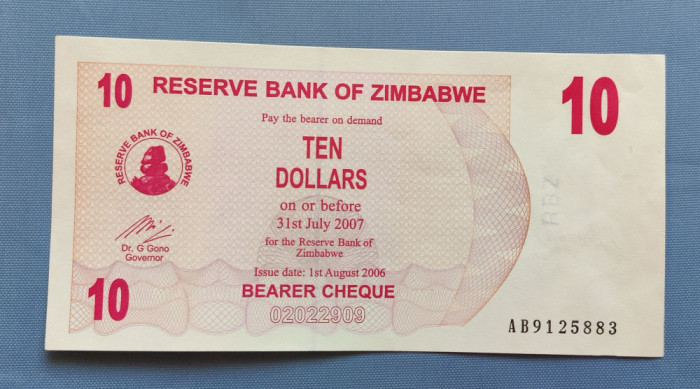 10 RESERVE BANK OF ZIMBABWE 10
Pay the bearer on demand
TEN
DOLLARS
RESERVE BANK OF ZIMBABWE
on or before
31st July 2007
for the Reserve Bank of
Zimbabwe
Dr. G Gono
Governor
Issue date: 1st August 2006
10 BEARER CHEQUE
02022909
AB9125883
RBZ